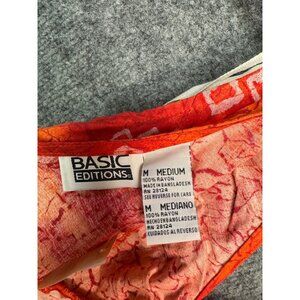 BASIC
EDITIONS
M MEDIUM
100% RAYON
MADE IN BANGLADESH
RN 28124
SEE REVERSE FOR CARE
M MEDIANO
100% RAYON
HECHO EN BANGLADESH
RN 28124
CUIDADOS AL REVERSO